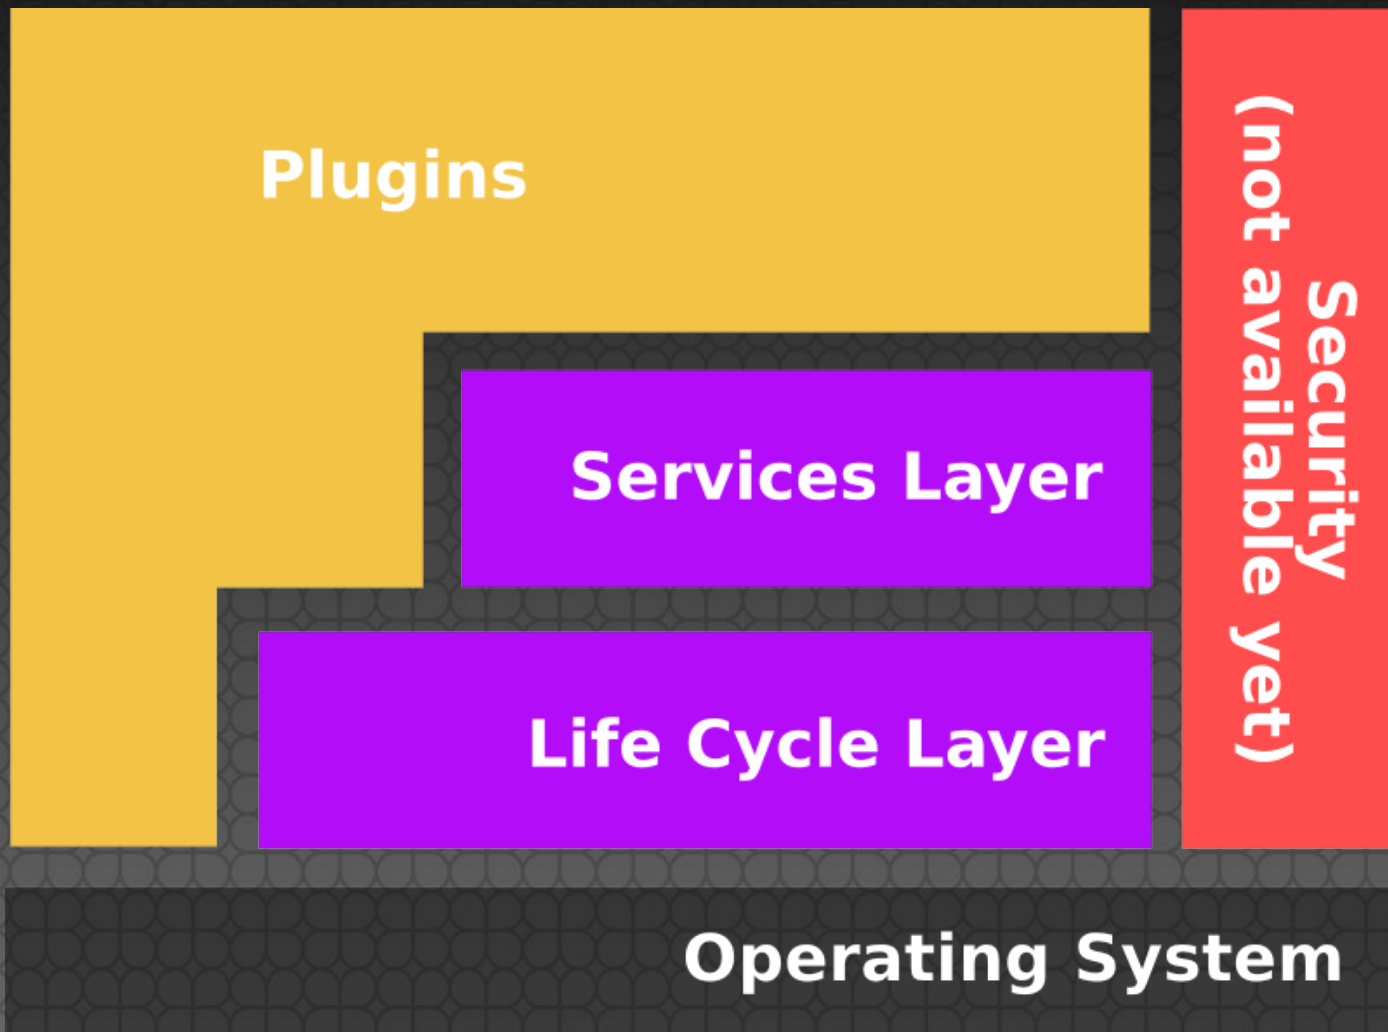 Plugins
Services Layer
Life Cycle Layer
Security
(not available yet)
Operating System